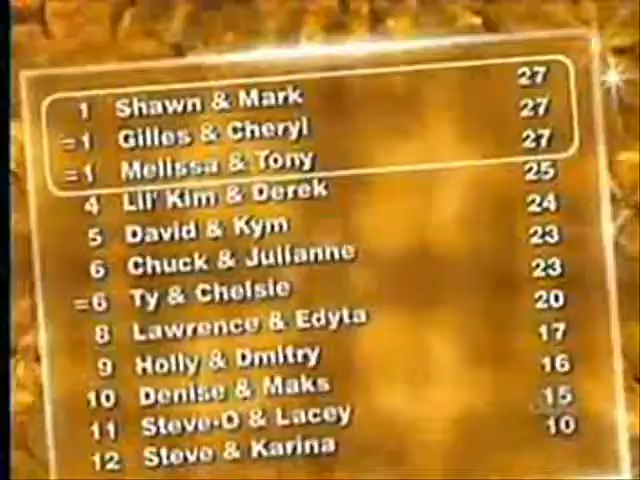 1 Shawn & Mark 27
=1 Gilles & Cheryl 27
=1 Melissa & Tony 27
4 Lil' Kim & Derek 25
5 David & Kym 24
6 Chuck & Julianne 23
=6 Ty & Chelsie 23
8 Lawrence & Edyta 20
9 Holly & Dmitry 17
10 Denise & Maks 16
11 Steve-O & Lacey 15
12 Steve & Karina 10